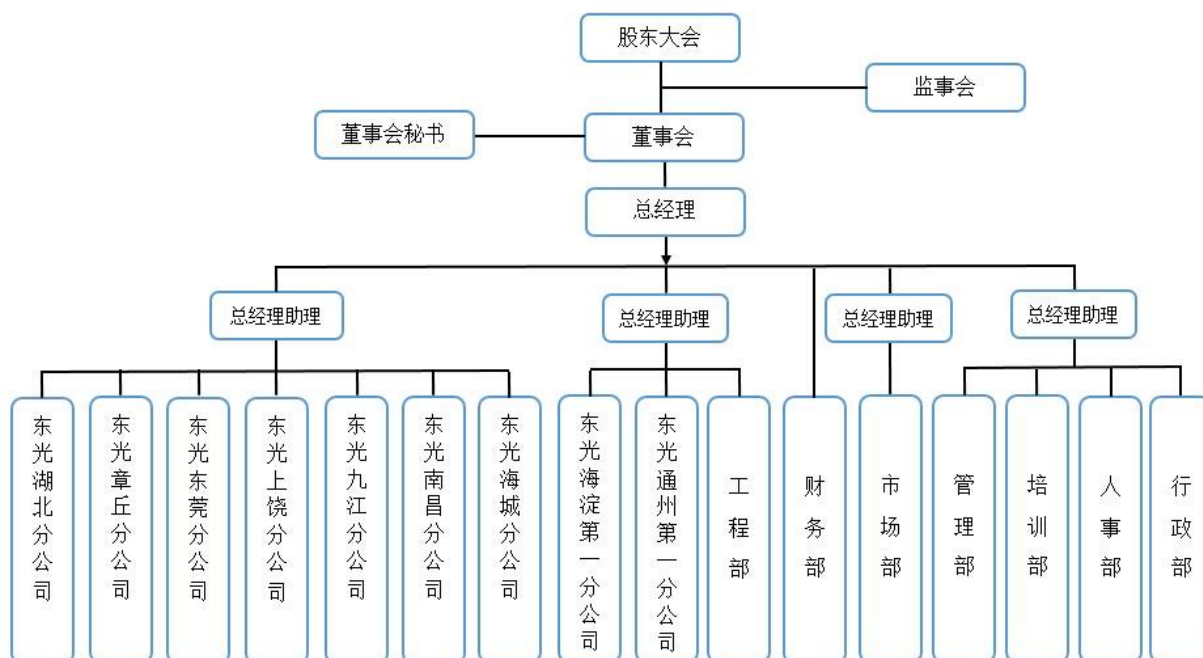 股东大会
监事会
董事会秘书
董事会
总经理
总经理助理
总经理助理
总经理助理
总经理助理
东光湖北分公司
东光章丘分公司
东光东莞分公司
东光上饶分公司
东光九江分公司
东光南昌分公司
东光海城分公司
东光海淀第一分公司
东光通州第一分公司
工程部
财务部
市场部
管理部
培训部
人事部
行政部